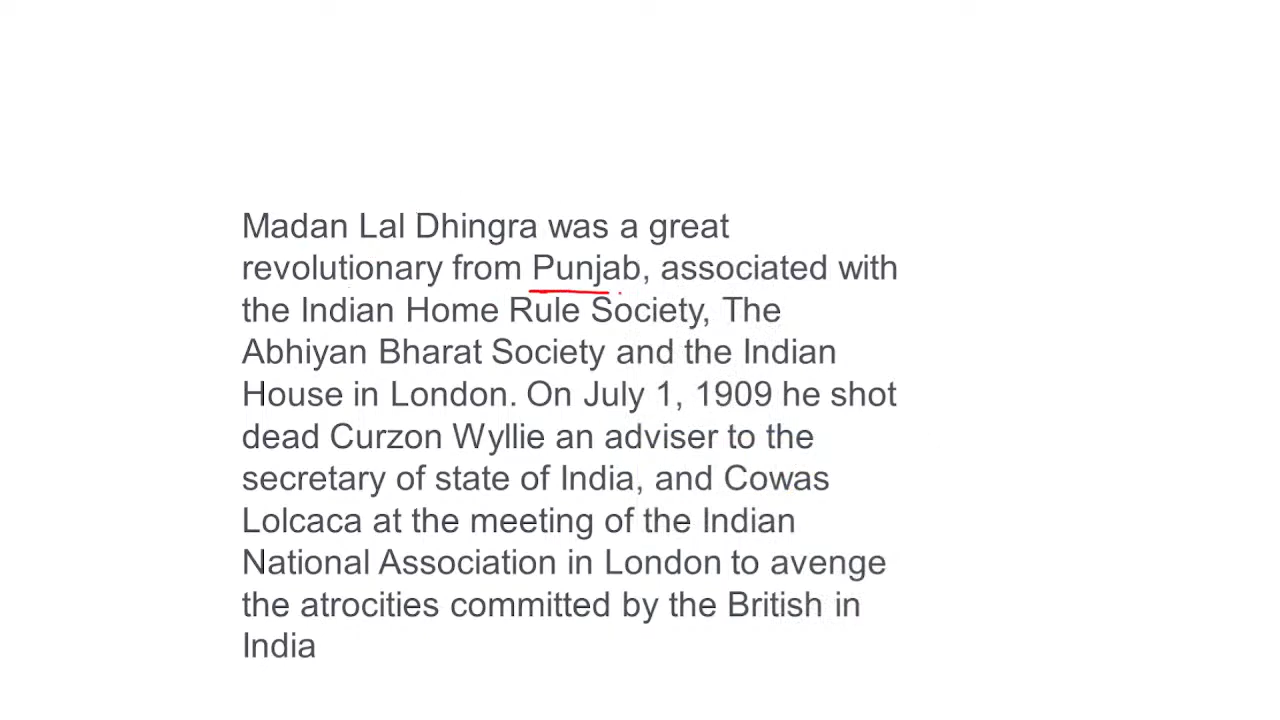 Madan Lal Dhingra was a great
revolutionary from Punjab, associated with
the Indian Home Rule Society, The
Abhiyan Bharat Society and the Indian
House in London. On July 1, 1909 he shot
dead Curzon Wyllie an adviser to the
secretary of state of India, and Cowas
Lolcaca at the meeting of the Indian
National Association in London to avenge
the atrocities committed by the British in
India